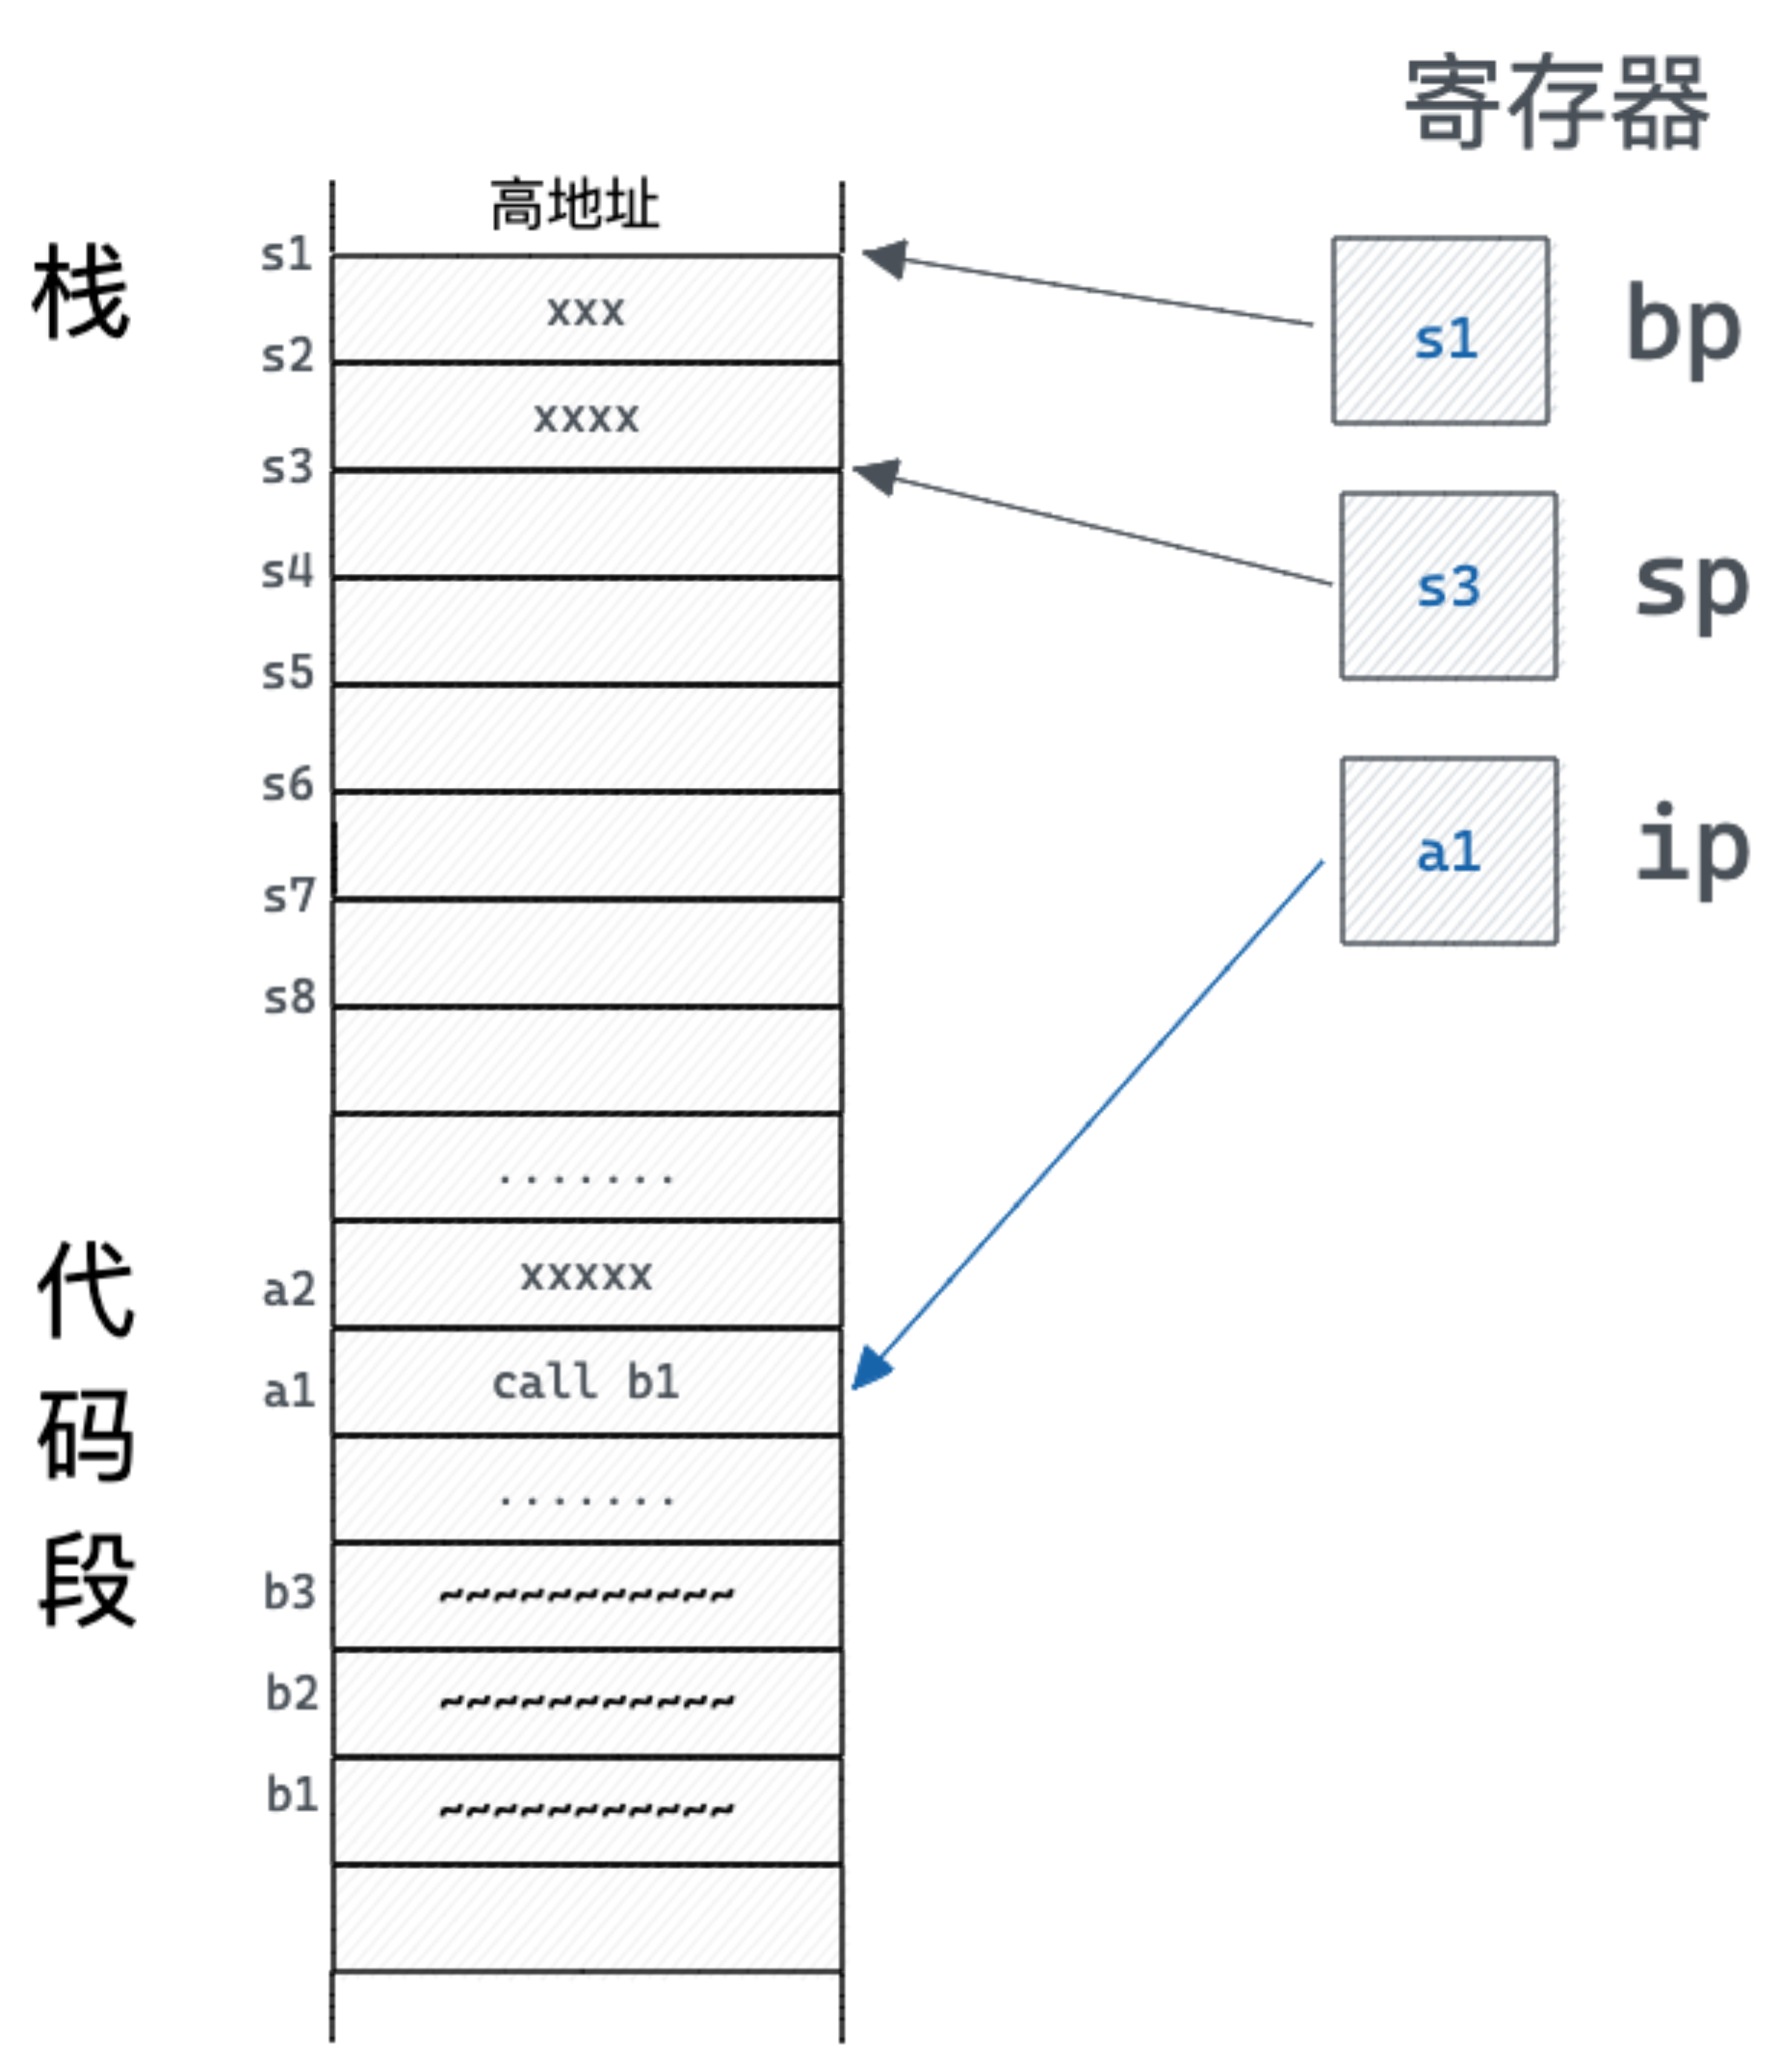 寄存器
高地址
栈
s1
xxx
s1
bp
s2
xxxx
s3
s3
sp
s4
s5
s6
a1
ip
s7
s8
.......
代
码
段
xxxxx
a2
call b1
a1
.......
b3
~~~~~~~~~~~
b2
~~~~~~~~~~~
b1
~~~~~~~~~~~